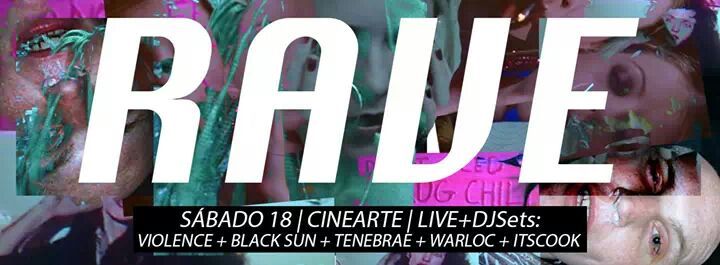 RAVE
SÁBADO 18 | CINEARTE | LIVE+DJSets:
VIOLENCE + BLACK SUN + TENEBRAE + WARLOC + ITSCOOK